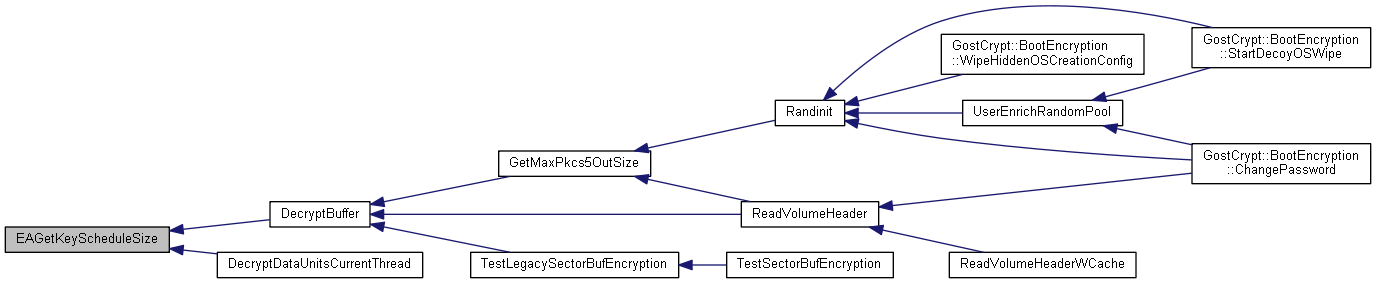 GostCrypt::BootEncryption
::StartDecoyOSWipe
GostCrypt::BootEncryption
::WipeHiddenOSCreationConfig
Randinit
UserEnrichRandomPool
GetMaxPkcs5OutSize
GostCrypt::BootEncryption
::ChangePassword
DecryptBuffer
ReadVolumeHeader
EAGetKeyScheduleSize
DecryptDataUnitsCurrentThread
TestLegacySectorBufEncryption
TestSectorBufEncryption
ReadVolumeHeaderWCache